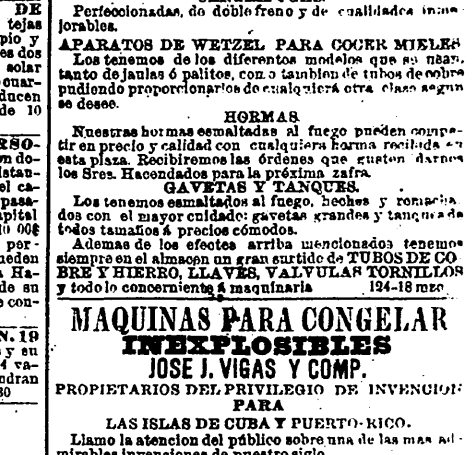 DE
tejas
pio y
es dos
solar
cuar-
ducen
de 10
RSO-
n do-
istan-
el ca-
pasa-
apital
0 00$
per-
ueden
a Ha-
de su
e con-
N. 19
s y su
4 va-
ndran
30
Perfeccionadas, de doble freno y de cualidades inme
jorables.
APARATOS DE WETZEL PARA COGER MIELES
Los tenemos de los diferentos modelos que se usan,
tanto de jaulas ó palitos, como tambien de tubos de cobre
pudiendo proporcionarlos de cualquiera otra clase segun
se desee.
HORMAS
Nuestras hormas esmaltadas al fuego pueden compe-
tir en precio y calidad con cualquiera horma recibida en
esta plaza. Recibiremos las órdenes que gusten darnos
los Sres. Hacendados para la próxima zafra.
GAVETAS Y TANQUES.
Los tenemos esmaltados al fuego, hechos y remacha
dos con el mayor cuidado: gavetas grandes y tanques de
todos tamaños á precios cómodos.
Ademas de los efectos arriba mencionados tenemos
siempre en el almacen un gran surtido de TUBOS DE CO
BRE Y HIERRO, LLAVES, VALVULAS TORNILLOS
y todo lo concerniente á maquinaria 124-18 mzo
MAQUINAS PARA CONGELAR
INEXPLOSIBLES
JOSE J. VIGAS Y COMP.
PROPIETARIOS DEL PRIVILEGIO DE INVENCION
PARA
LAS ISLAS DE CUBA Y PUERTO-RICO.
Llamo la atencion del público sobre una de las mas ad-
mirables invenciones de nuestro siglo